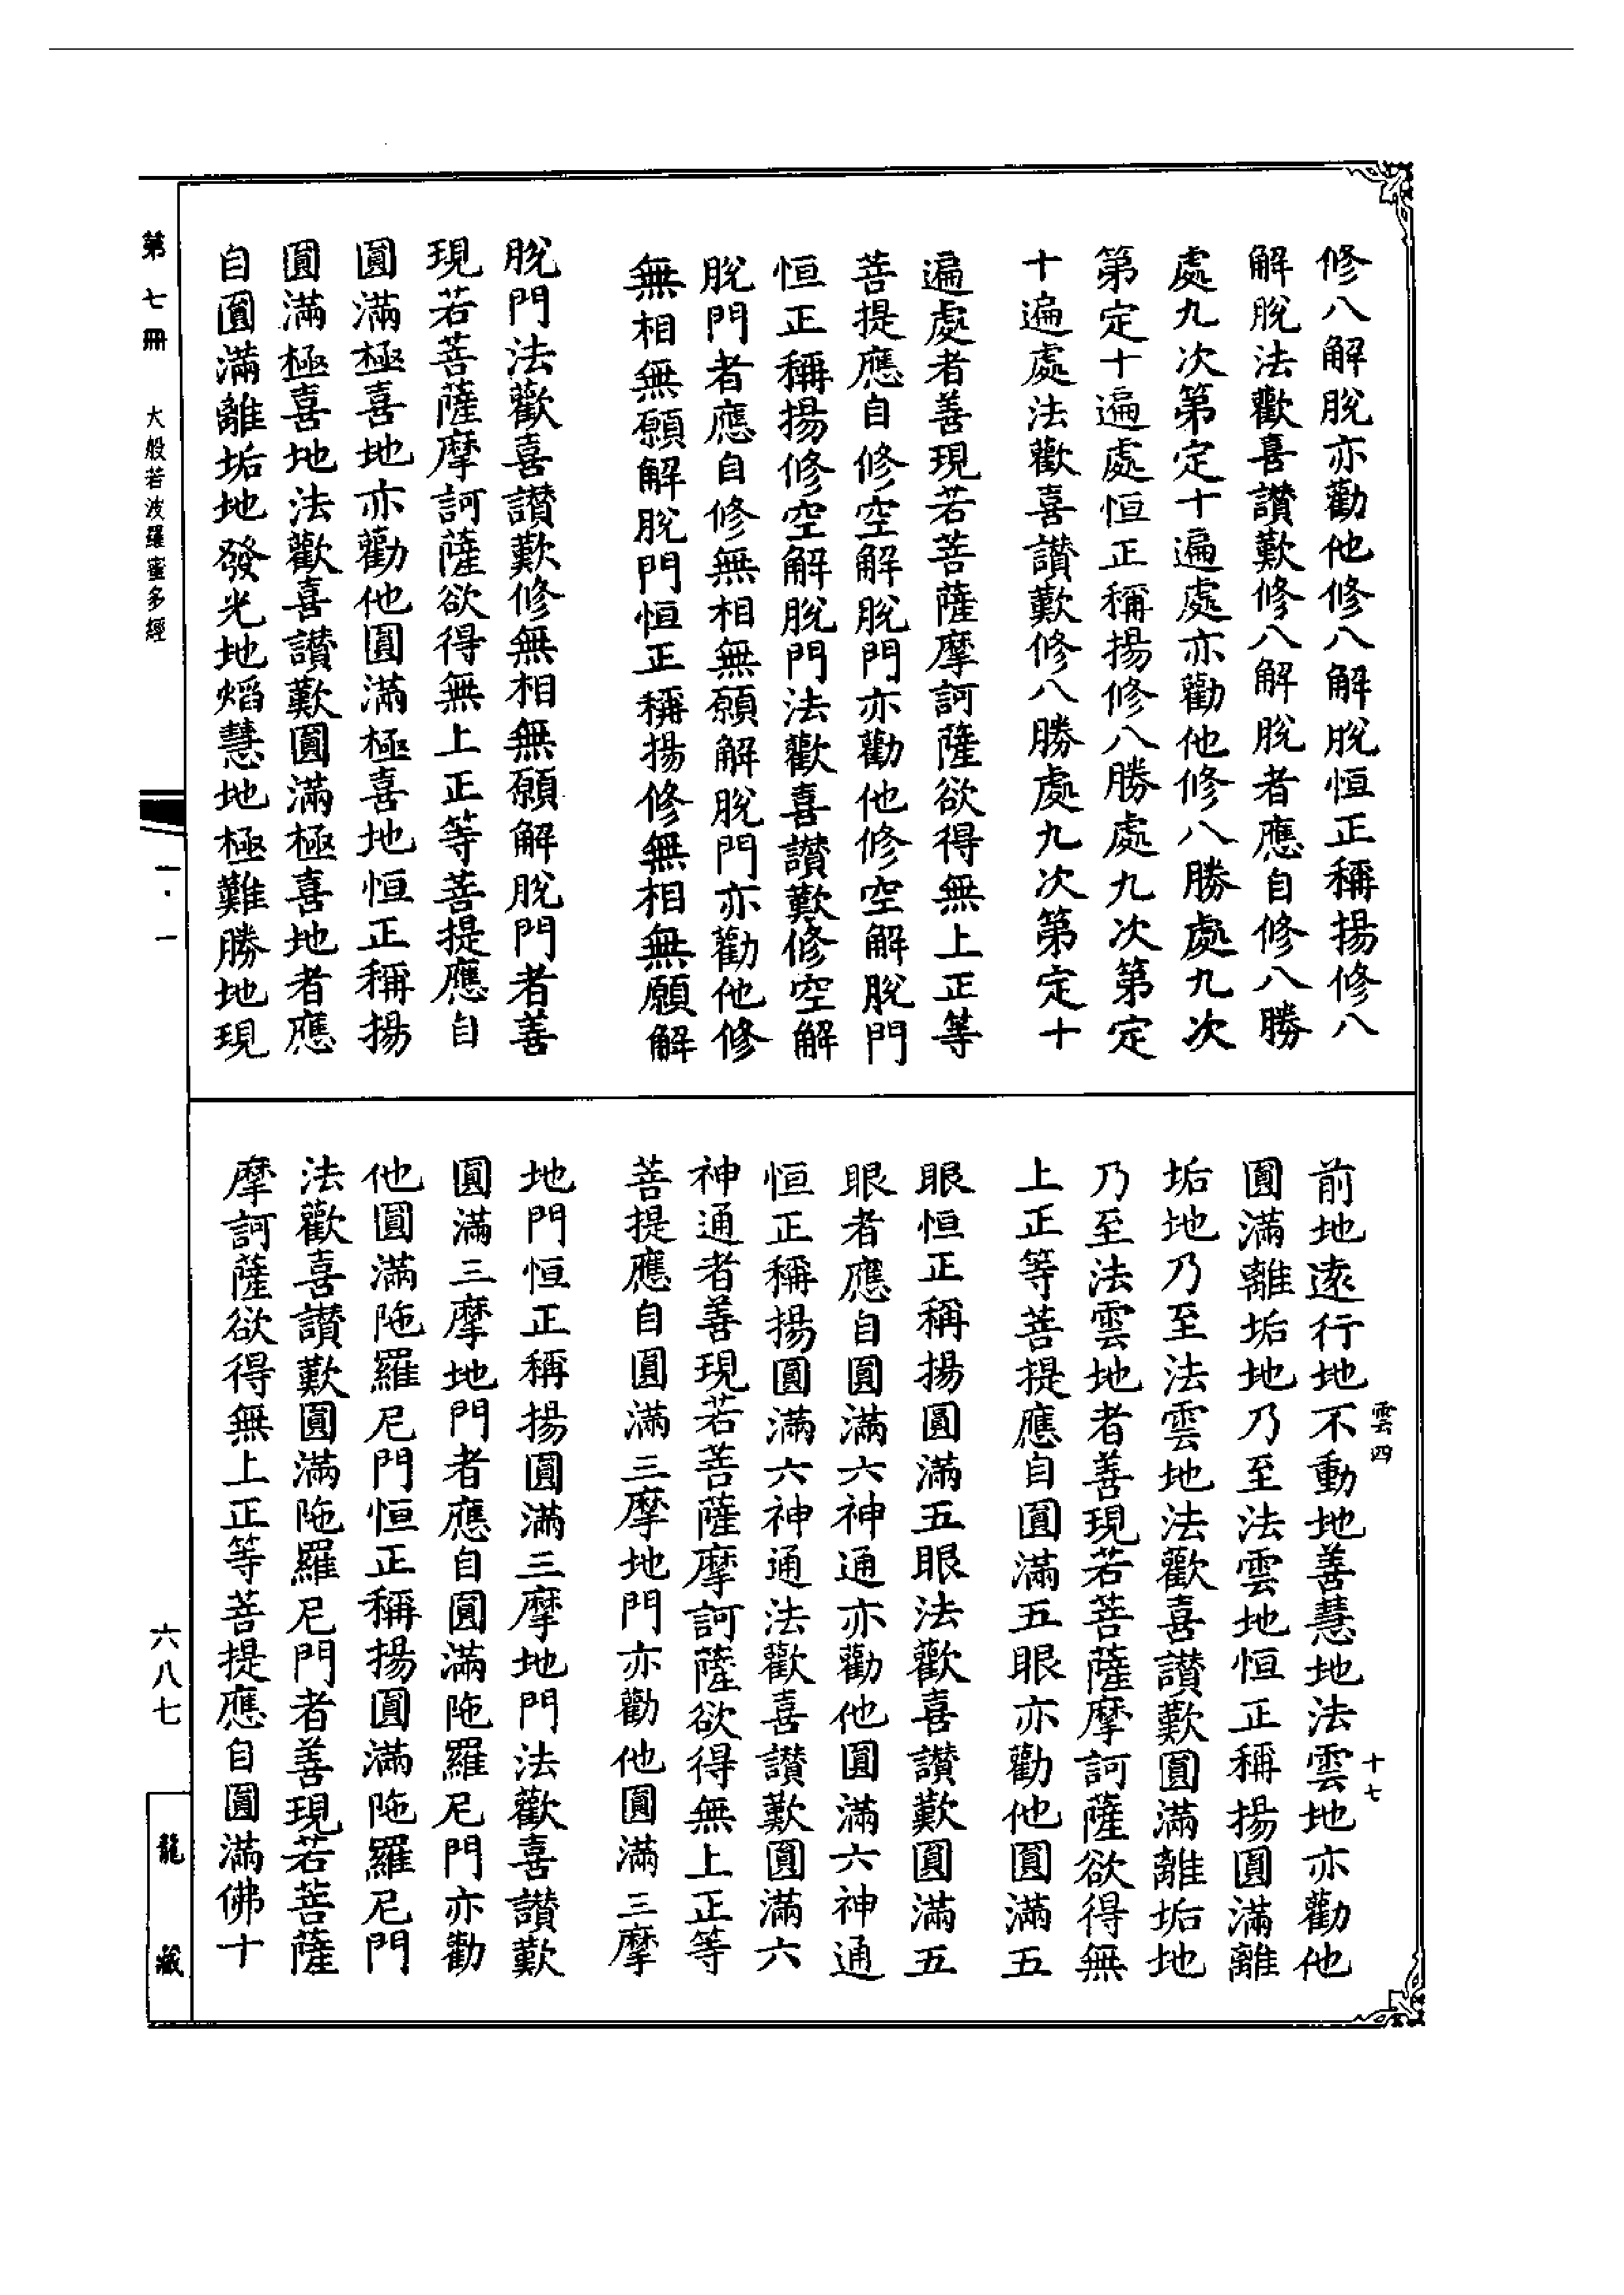 修八解脫亦勸他修八解脫恒正稱揚修八
解脫法歡喜讃歎修八解脫者應自修八勝
處九次第定十遍處亦勸他修八勝處九次
第定十遍處恒正稱揚修八勝處九次第定
十遍處法歡喜讃歎修八勝處九次第定十
遍處者善現若菩薩摩訶薩欲得無上正等
菩提應自修空解脫門亦勸他修空解脫門
恒正稱揚修空解脫門法歡喜讃歎修空解
脫門者應自修無相無願解脫門亦勸他修
無相無願解脫門恒正稱揚修無相無願解
脫門法歡喜讃歎修無相無願解脫門者善
現若菩薩摩訶薩欲得無上正等菩提應自
圓滿極喜地亦勸他圓滿極喜地恒正稱揚
圓滿極喜地法歡喜讃歎圓滿極喜地者應
自圓滿離垢地發光地焰慧地極難勝地現
前地遠行地不動地善慧地法雲地亦勸他
圓滿離垢地乃至法雲地恒正稱揚圓滿離
垢地乃至法雲地法歡喜讃歎圓滿離垢地
乃至法雲地者善現若菩薩摩訶薩欲得無
上正等菩提應自圓滿五眼亦勸他圓滿五
眼恒正稱揚圓滿五眼法歡喜讃歎圓滿五
眼者應自圓滿六神通亦勸他圓滿六神通
恒正稱揚圓滿六神通法歡喜讃歎圓滿六
神通者善現若菩薩摩訶薩欲得無上正等
菩提應自圓滿三摩地門亦勸他圓滿三摩
地門恒正稱揚圓滿三摩地門法歡喜讃歎
圓滿三摩地門者應自圓滿陁羅尼門亦勸
他圓滿陁羅尼門恒正稱揚圓滿陁羅尼門
法歡喜讃歎圓滿陁羅尼門者善現若菩薩
摩訶薩欲得無上正等菩提應自圓滿佛十
雲四
十七
第七冊
大般若波羅蜜多經
一·一
六八七
龍藏